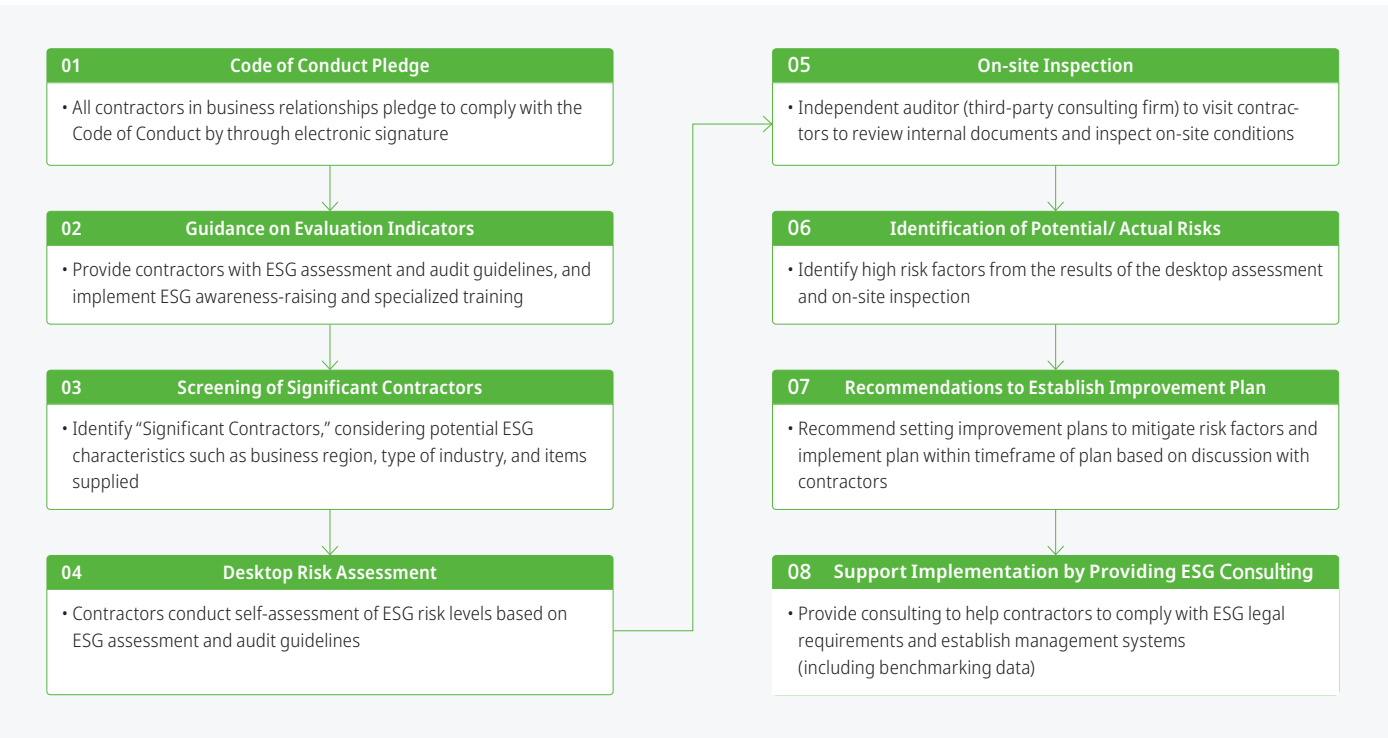 01 Code of Conduct Pledge
• All contractors in business relationships pledge to comply with the
Code of Conduct by through electronic signature
02 Guidance on Evaluation Indicators
• Provide contractors with ESG assessment and audit guidelines, and
implement ESG awareness-raising and specialized training
03 Screening of Significant Contractors
• Identify “Significant Contractors,” considering potential ESG
characteristics such as business region, type of industry, and items
supplied
04 Desktop Risk Assessment
• Contractors conduct self-assessment of ESG risk levels based on
ESG assessment and audit guidelines
05 On-site Inspection
• Independent auditor (third-party consulting firm) to visit contrac-
tors to review internal documents and inspect on-site conditions
06 Identification of Potential/ Actual Risks
• Identify high risk factors from the results of the desktop assessment
and on-site inspection
07 Recommendations to Establish Improvement Plan
• Recommend setting improvement plans to mitigate risk factors and
implement plan within timeframe of plan based on discussion with
contractors
08 Support Implementation by Providing ESG Consulting
• Provide consulting to help contractors to comply with ESG legal
requirements and establish management systems
(including benchmarking data)